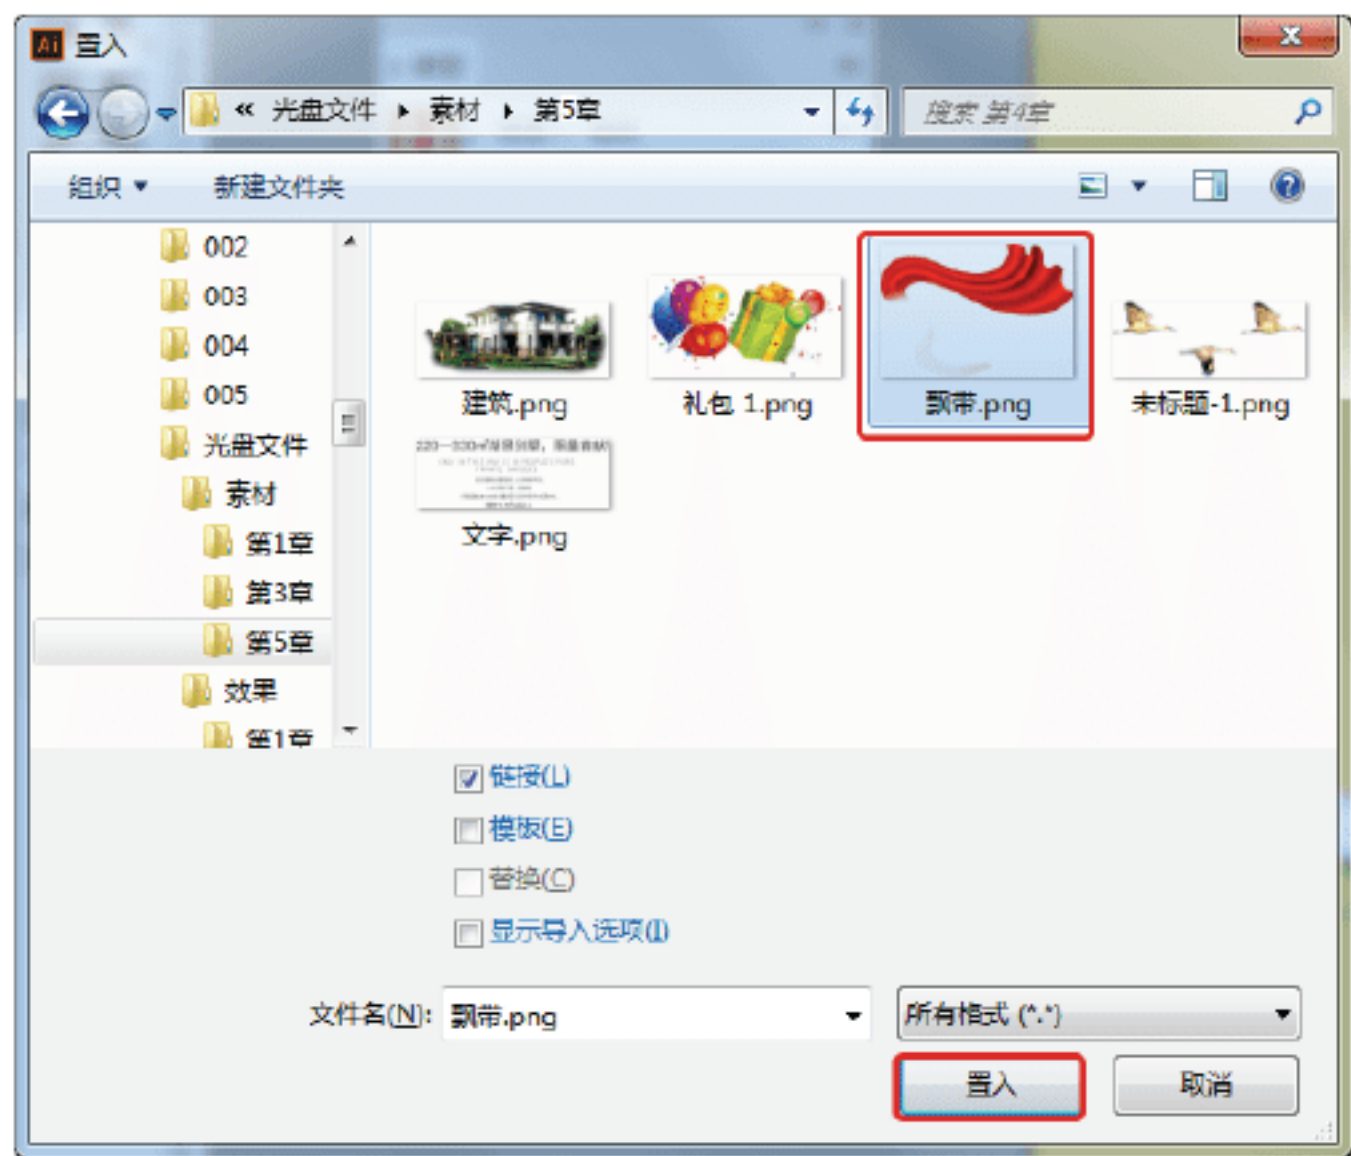 Ai 置入
« 光盘文件 ▸ 素材 ▸ 第5章
搜索 第4章
组织 新建文件夹
002
003
004
005
光盘文件
素材
第1章
第3章
第5章
效果
第1章
建筑.png
礼包 1.png
飘带.png
未标题-1.png
文字.png
链接(L)
模板(E)
替换(C)
显示导入选项(I)
文件名(N): 飘带.png
所有格式 (*.*)
置入
取消